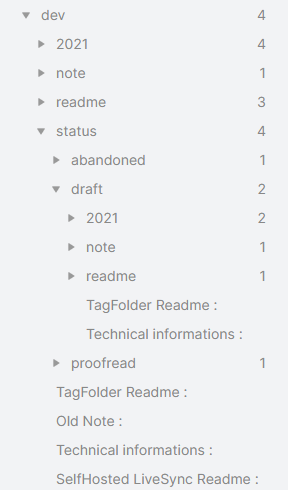 dev 4
2021 4
note 1
readme 3
status 4
abandoned 1
draft 2
2021 2
note 1
readme 1
TagFolder Readme :
Technical informations :
proofread 1
TagFolder Readme :
Old Note :
Technical informations :
SelfHosted LiveSync Readme :